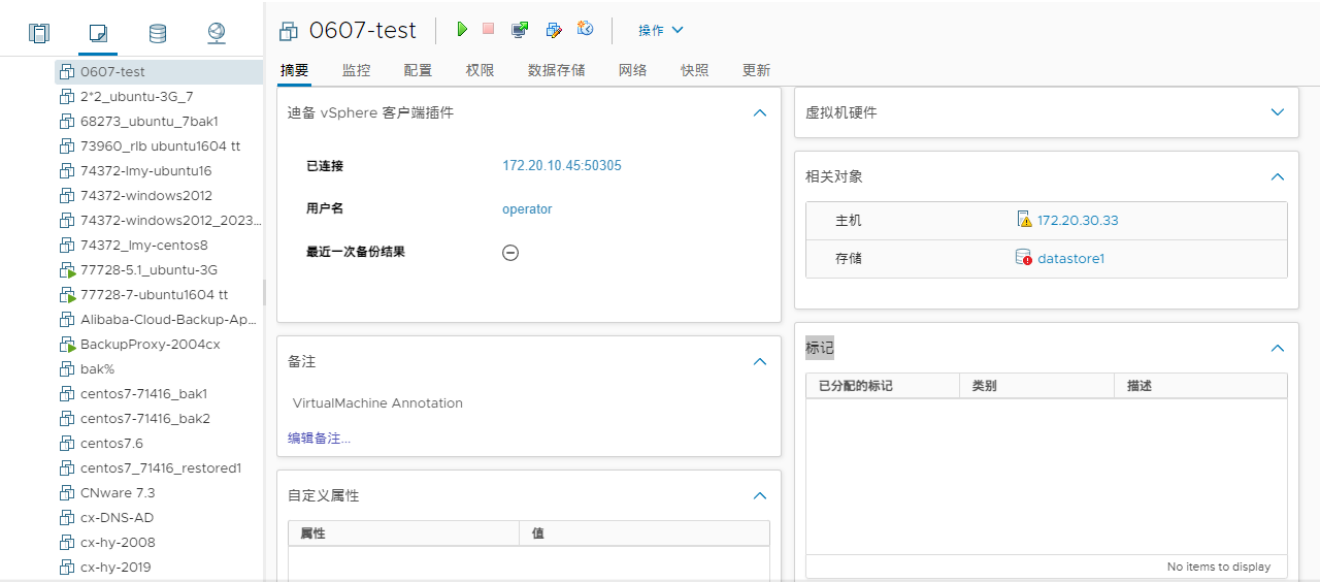 0607-test
操作
摘要 监控 配置 权限 数据存储 网络 快照 更新
0607-test
2*2_ubuntu-3G_7
68273_ubuntu_7bak1
73960_rlb ubuntu1604 tt
74372-lmy-ubuntu16
74372-windows2012
74372-windows2012_2023...
74372_lmy-centos8
77728-5.1_ubuntu-3G
77728-7-ubuntu1604 tt
Alibaba-Cloud-Backup-Ap...
BackupProxy-2004cx
bak%
centos7-71416_bak1
centos7-71416_bak2
centos7.6
centos7_71416_restored1
CNware 7.3
cx-DNS-AD
cx-hy-2008
cx-hy-2019
迪备 vSphere 客户端插件
已连接 172.20.10.45:50305
用户名 operator
最近一次备份结果
备注
VirtualMachine Annotation
编辑备注...
自定义属性
属性 值
虚拟机硬件
相关对象
主机 172.20.30.33
存储 datastore1
标记
已分配的标记 类别 描述
No items to display